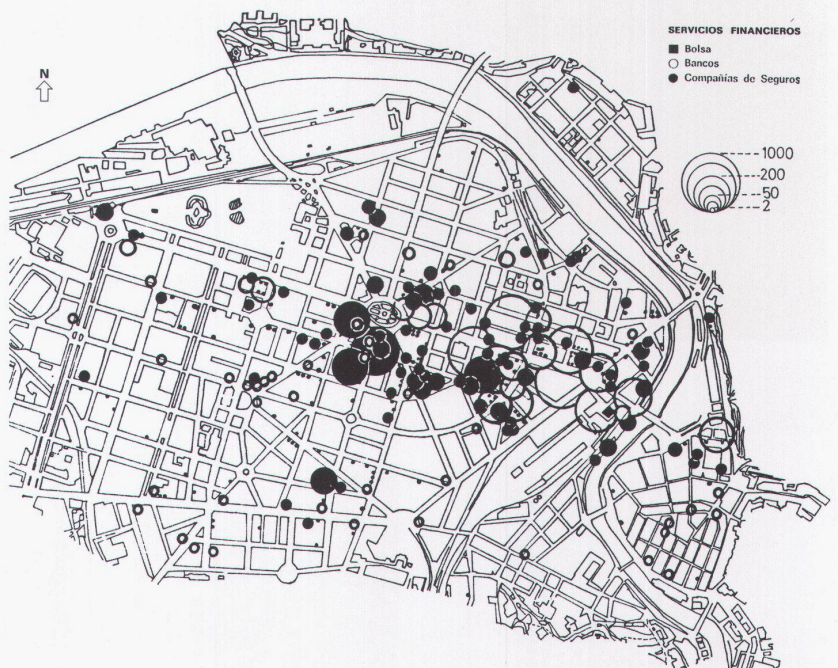 SERVICIOS FINANCIEROS
Bolsa
Bancos
Compañías de Seguros
N
1000
200
50
2